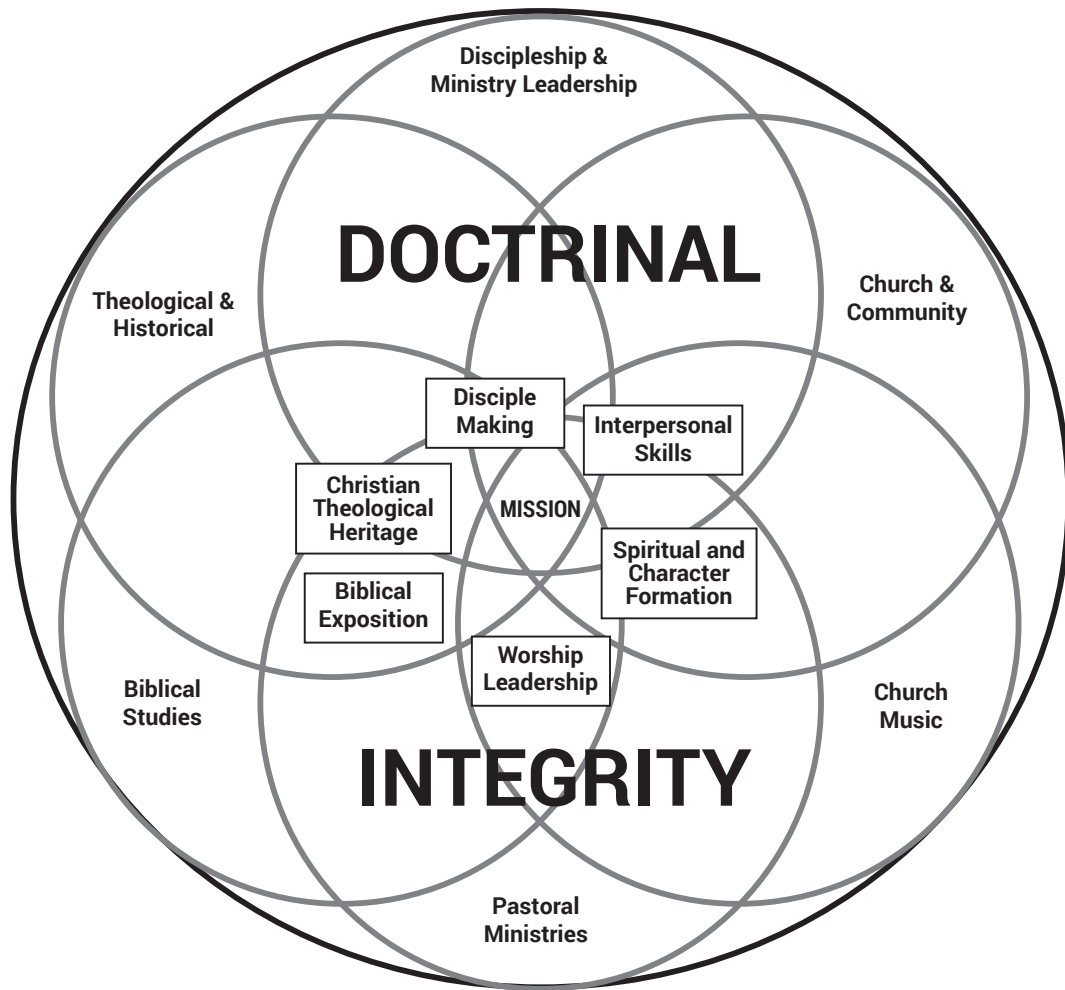 Discipleship &
Ministry Leadership
DOCTRINAL
Theological &
Historical
Church &
Community
Disciple
Making
Interpersonal
Skills
Christian
Theological
Heritage
MISSION
Spiritual and
Character
Formation
Biblical
Exposition
Worship
Leadership
Biblical
Studies
Church
Music
INTEGRITY
Pastoral
Ministries